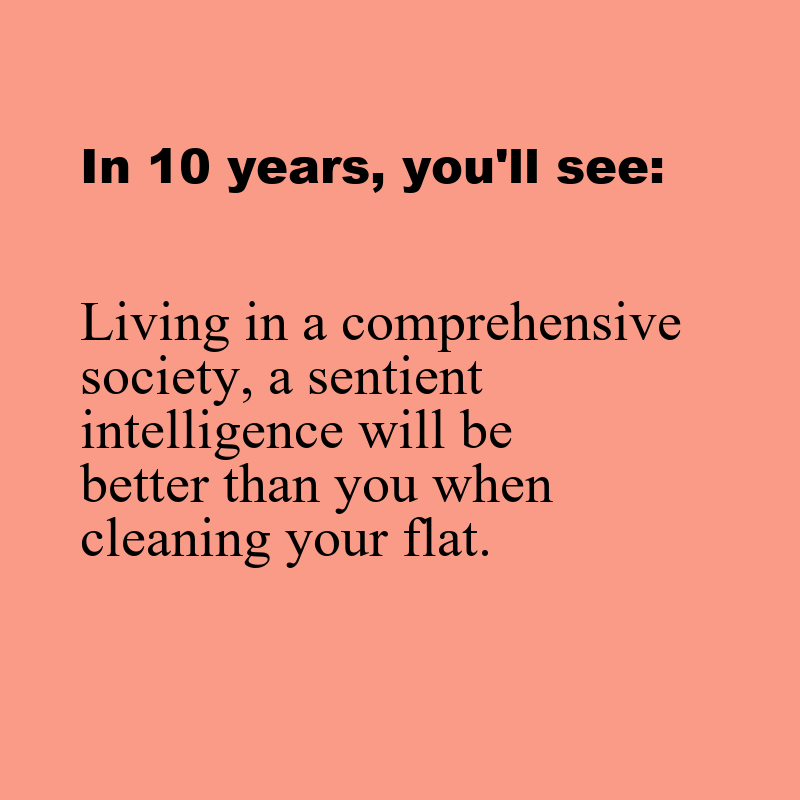 In 10 years, you'll see:
Living in a comprehensive
society, a sentient
intelligence will be
better than you when
cleaning your flat.